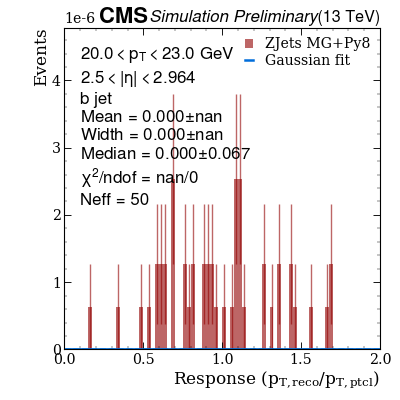 1e-6 CMS Simulation Preliminary (13 TeV)
Events
ZJets MG+Py8
Gaussian fit
20.0 < p_T < 23.0 GeV
2.5 < |η| < 2.964
b jet
Mean = 0.000±nan
Width = 0.000±nan
Median = 0.000±0.067
χ²/ndof = nan/0
Neff = 50
4
3
2
1
0
0.0 0.5 1.0 1.5 2.0
Response (p_T,reco/p_T,ptcl)